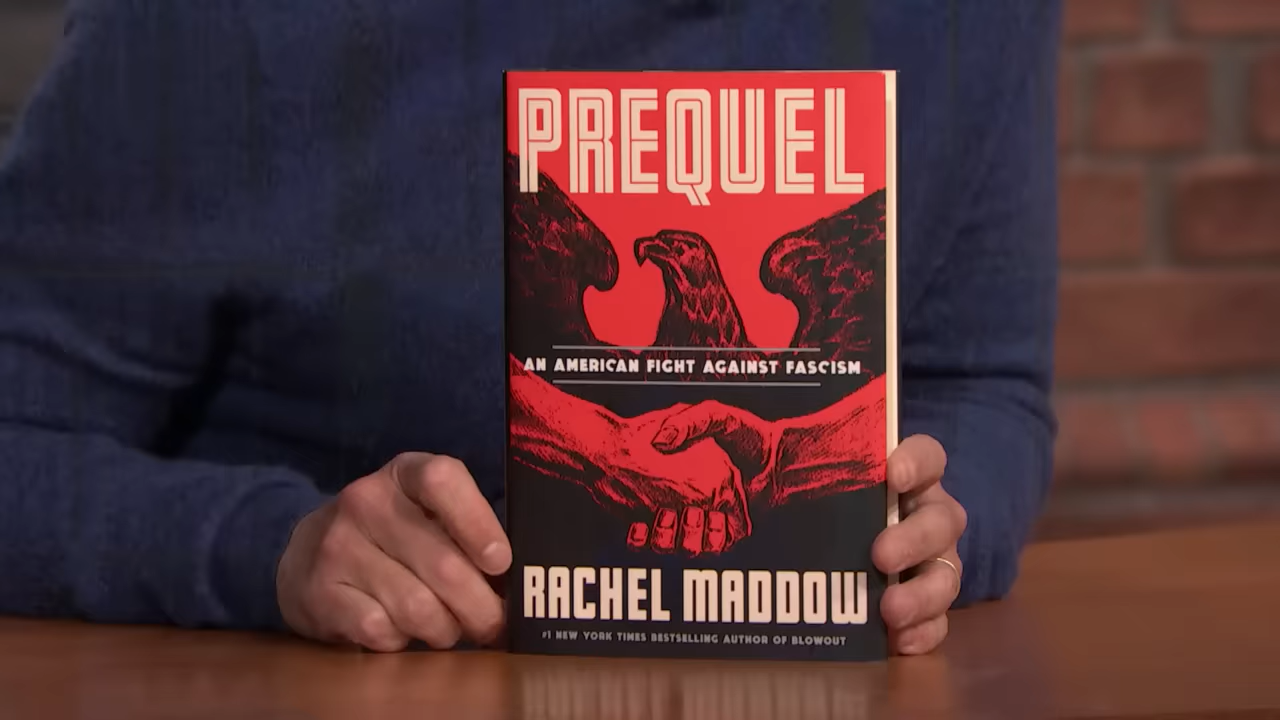 PREQUEL
AN AMERICAN FIGHT AGAINST FASCISM
RACHEL MADDOW
#1 NEW YORK TIMES BESTSELLING AUTHOR OF BLOWOUT